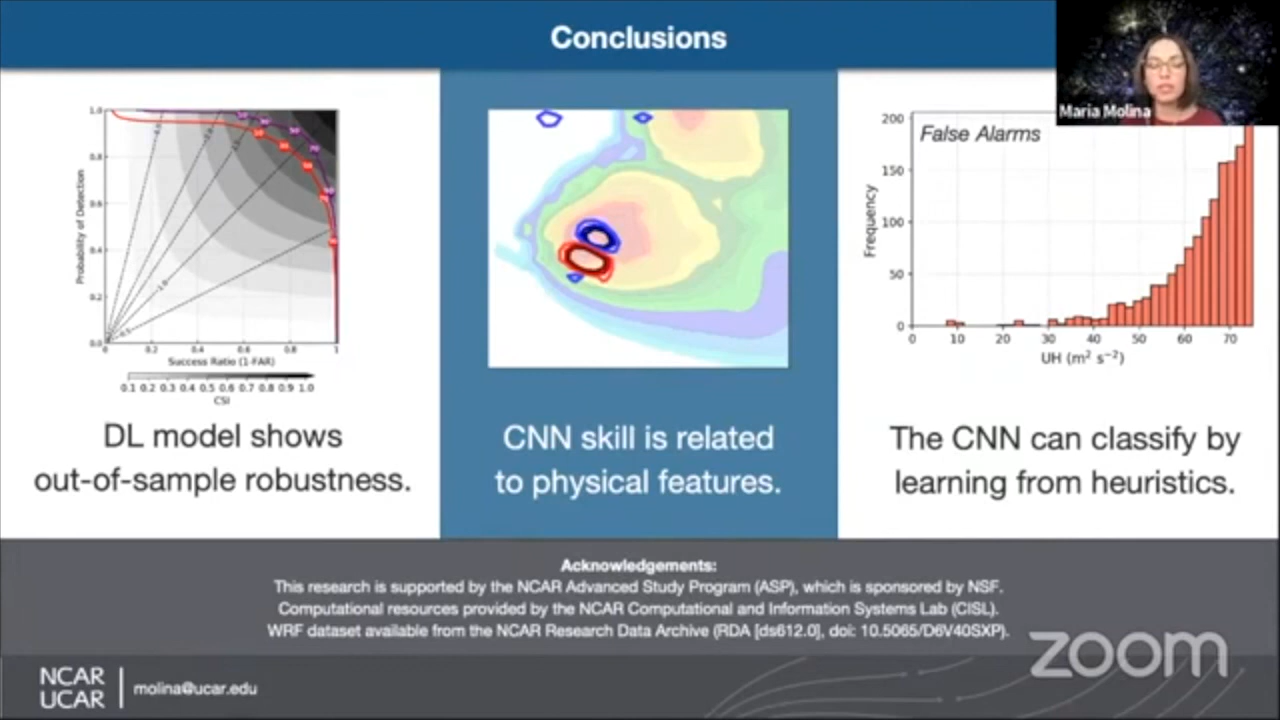 Conclusions
Maria Molina
1.0
0.8
0.6
0.4
0.2
0.0
Probability of Detection
0 0.2 0.4 0.6 0.8 1
Success Ratio (1-FAR)
0.1 0.2 0.3 0.4 0.5 0.6 0.7 0.8 0.9 1.0
CSI
DL model shows
out-of-sample robustness.
CNN skill is related
to physical features.
False Alarms
200
150
100
50
0
Frequency
0 10 20 30 40 50 60 70
UH (m² s⁻²)
The CNN can classify by
learning from heuristics.
Acknowledgements:
This research is supported by the NCAR Advanced Study Program (ASP), which is sponsored by NSF.
Computational resources provided by the NCAR Computational and Information Systems Lab (CISL).
WRF dataset available from the NCAR Research Data Archive (RDA [ds612.0], doi: 10.5065/D6V40SXP).
zoom
NCAR
UCAR
molina@ucar.edu